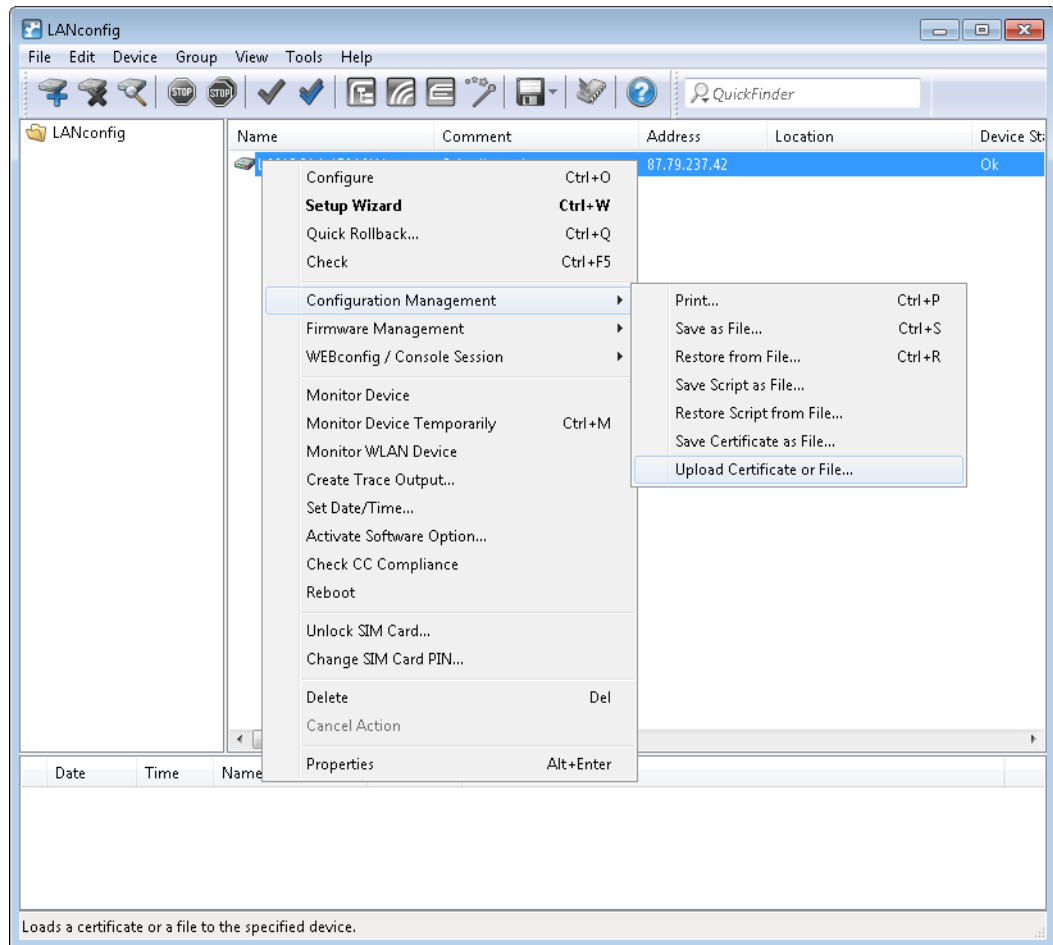 LANconfig
File Edit Device Group View Tools Help
STOP STOP QuickFinder
LANconfig
Name Comment Address Location Device Sta
87.79.237.42 Ok
Configure Ctrl+O
Setup Wizard Ctrl+W
Quick Rollback... Ctrl+Q
Check Ctrl+F5
Configuration Management
Firmware Management
WEBconfig / Console Session
Monitor Device
Monitor Device Temporarily Ctrl+M
Monitor WLAN Device
Create Trace Output...
Set Date/Time...
Activate Software Option...
Check CC Compliance
Reboot
Unlock SIM Card...
Change SIM Card PIN...
Delete Del
Cancel Action
Properties Alt+Enter
Print... Ctrl+P
Save as File... Ctrl+S
Restore from File... Ctrl+R
Save Script as File...
Restore Script from File...
Save Certificate as File...
Upload Certificate or File...
Date Time Name
Loads a certificate or a file to the specified device.